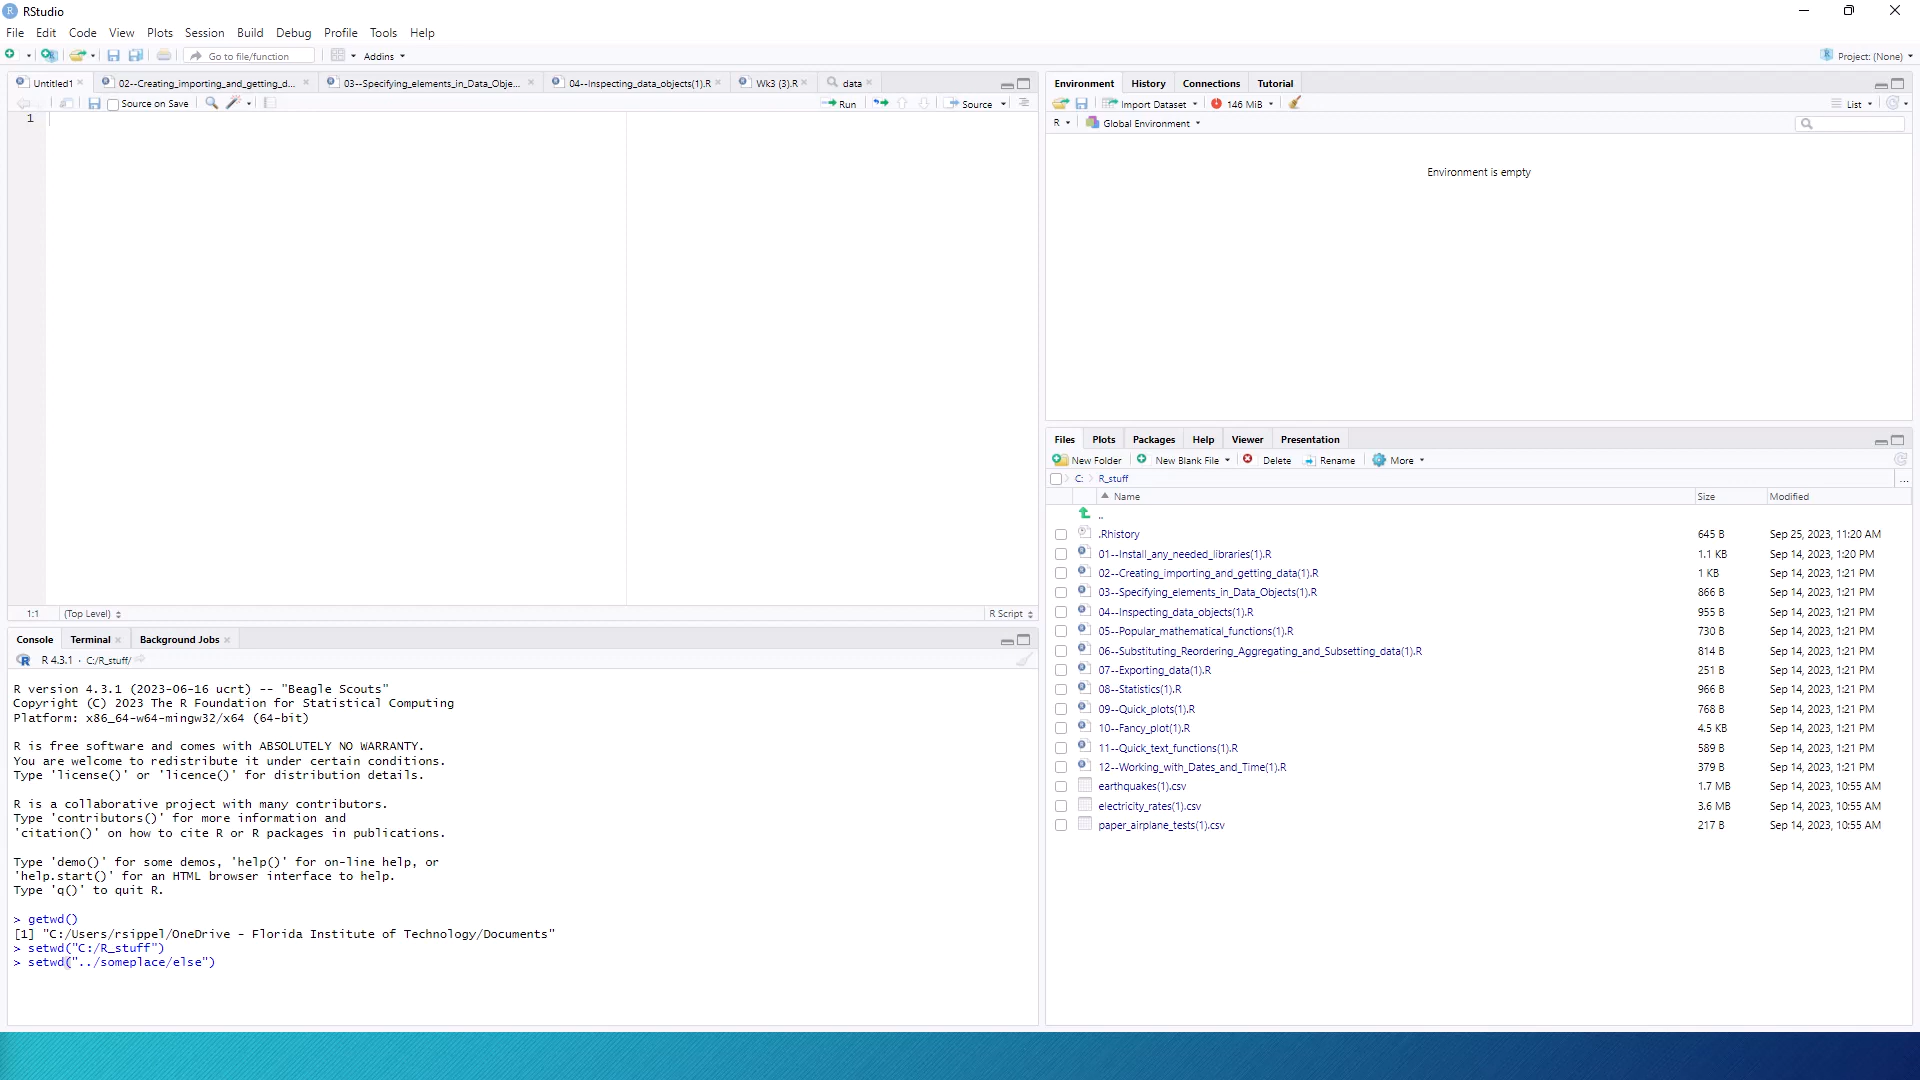 RStudio
File Edit Code View Plots Session Build Debug Profile Tools Help
Go to file/function Addins Project: (None)
Untitled1 02--Creating_importing_and_getting_d... 03--Specifying_elements_in_Data_Obje... 04--Inspecting_data_objects(1).R Wk3 (3).R data
Source on Save Run Source
1
1:1 (Top Level) R Script
Console Terminal Background Jobs
R 4.3.1 · C:/R_stuff/
R version 4.3.1 (2023-06-16 ucrt) -- "Beagle Scouts"
Copyright (C) 2023 The R Foundation for Statistical Computing
Platform: x86_64-w64-mingw32/x64 (64-bit)
R is free software and comes with ABSOLUTELY NO WARRANTY.
You are welcome to redistribute it under certain conditions.
Type 'license()' or 'licence()' for distribution details.
R is a collaborative project with many contributors.
Type 'contributors()' for more information and
'citation()' on how to cite R or R packages in publications.
Type 'demo()' for some demos, 'help()' for on-line help, or
'help.start()' for an HTML browser interface to help.
Type 'q()' to quit R.
> getwd()
[1] "C:/Users/rsippel/OneDrive - Florida Institute of Technology/Documents"
> setwd("C:/R_stuff")
> setwd("../someplace/else")
Environment History Connections Tutorial
Import Dataset 146 MiB List
R Global Environment
Environment is empty
Files Plots Packages Help Viewer Presentation
New Folder New Blank File Delete Rename More
C: R_stuff ...
Name Size Modified
..
.Rhistory 645 B Sep 25, 2023, 11:20 AM
01--Install_any_needed_libraries(1).R 1.1 KB Sep 14, 2023, 1:20 PM
02--Creating_importing_and_getting_data(1).R 1 KB Sep 14, 2023, 1:21 PM
03--Specifying_elements_in_Data_Objects(1).R 866 B Sep 14, 2023, 1:21 PM
04--Inspecting_data_objects(1).R 955 B Sep 14, 2023, 1:21 PM
05--Popular_mathematical_functions(1).R 730 B Sep 14, 2023, 1:21 PM
06--Substituting_Reordering_Aggregating_and_Subsetting_data(1).R 814 B Sep 14, 2023, 1:21 PM
07--Exporting_data(1).R 251 B Sep 14, 2023, 1:21 PM
08--Statistics(1).R 966 B Sep 14, 2023, 1:21 PM
09--Quick_plots(1).R 768 B Sep 14, 2023, 1:21 PM
10--Fancy_plot(1).R 4.5 KB Sep 14, 2023, 1:21 PM
11--Quick_text_functions(1).R 589 B Sep 14, 2023, 1:21 PM
12--Working_with_Dates_and_Time(1).R 379 B Sep 14, 2023, 1:21 PM
earthquakes(1).csv 1.7 MB Sep 14, 2023, 10:55 AM
electricity_rates(1).csv 3.6 MB Sep 14, 2023, 10:55 AM
paper_airplane_tests(1).csv 217 B Sep 14, 2023, 10:55 AM